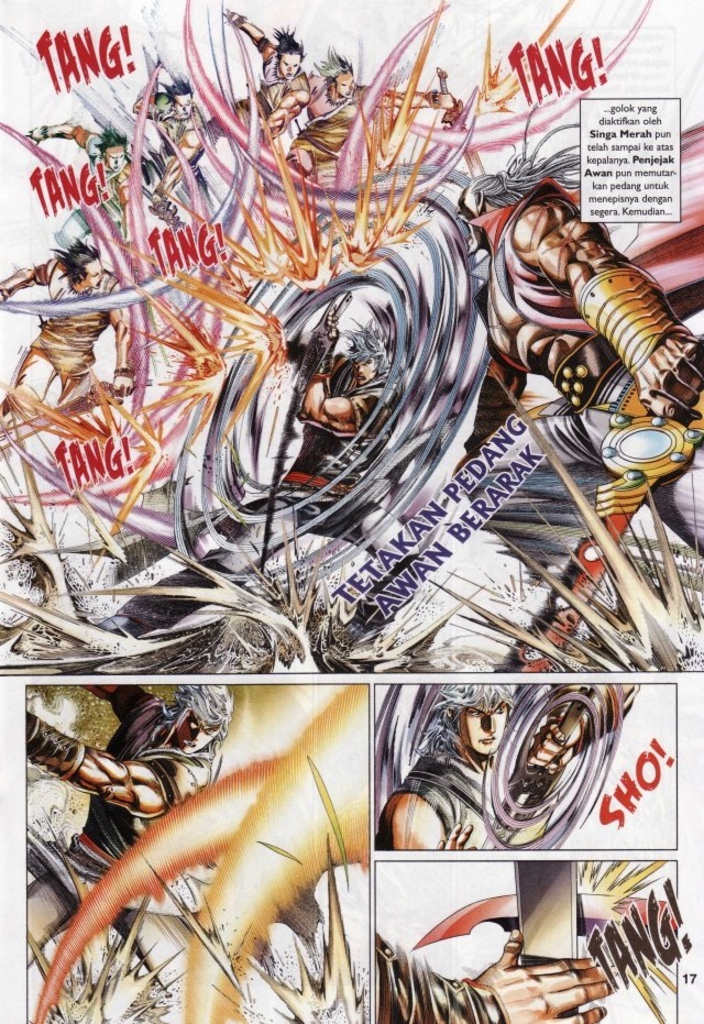 TANG!
TANG!
...golok yang
diaktifkan oleh
Singa Merah pun
telah sampai ke atas
kepalanya. Penjejak
Awan pun memutar-
kan pedang untuk
menepisnya dengan
segera. Kemudian...
TANG!
TANG!
TANG!
TETAKAN PEDANG
AWAN BERARAK
SHO!
TANG!
17